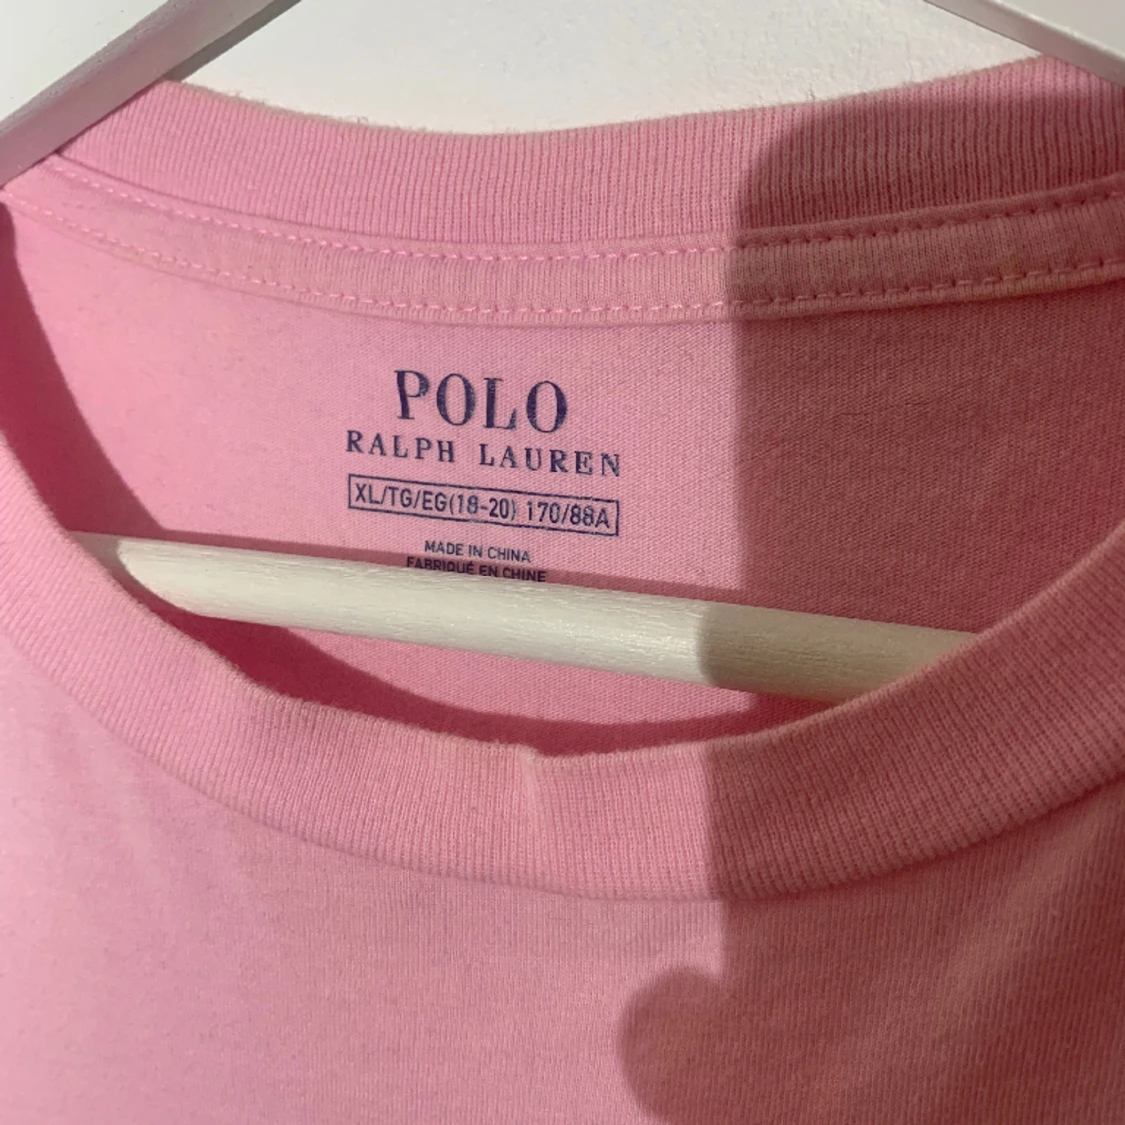 POLO
RALPH LAUREN
XL/TG/EG(18-20) 170/88A
MADE IN CHINA
FABRIQUÉ EN CHINE